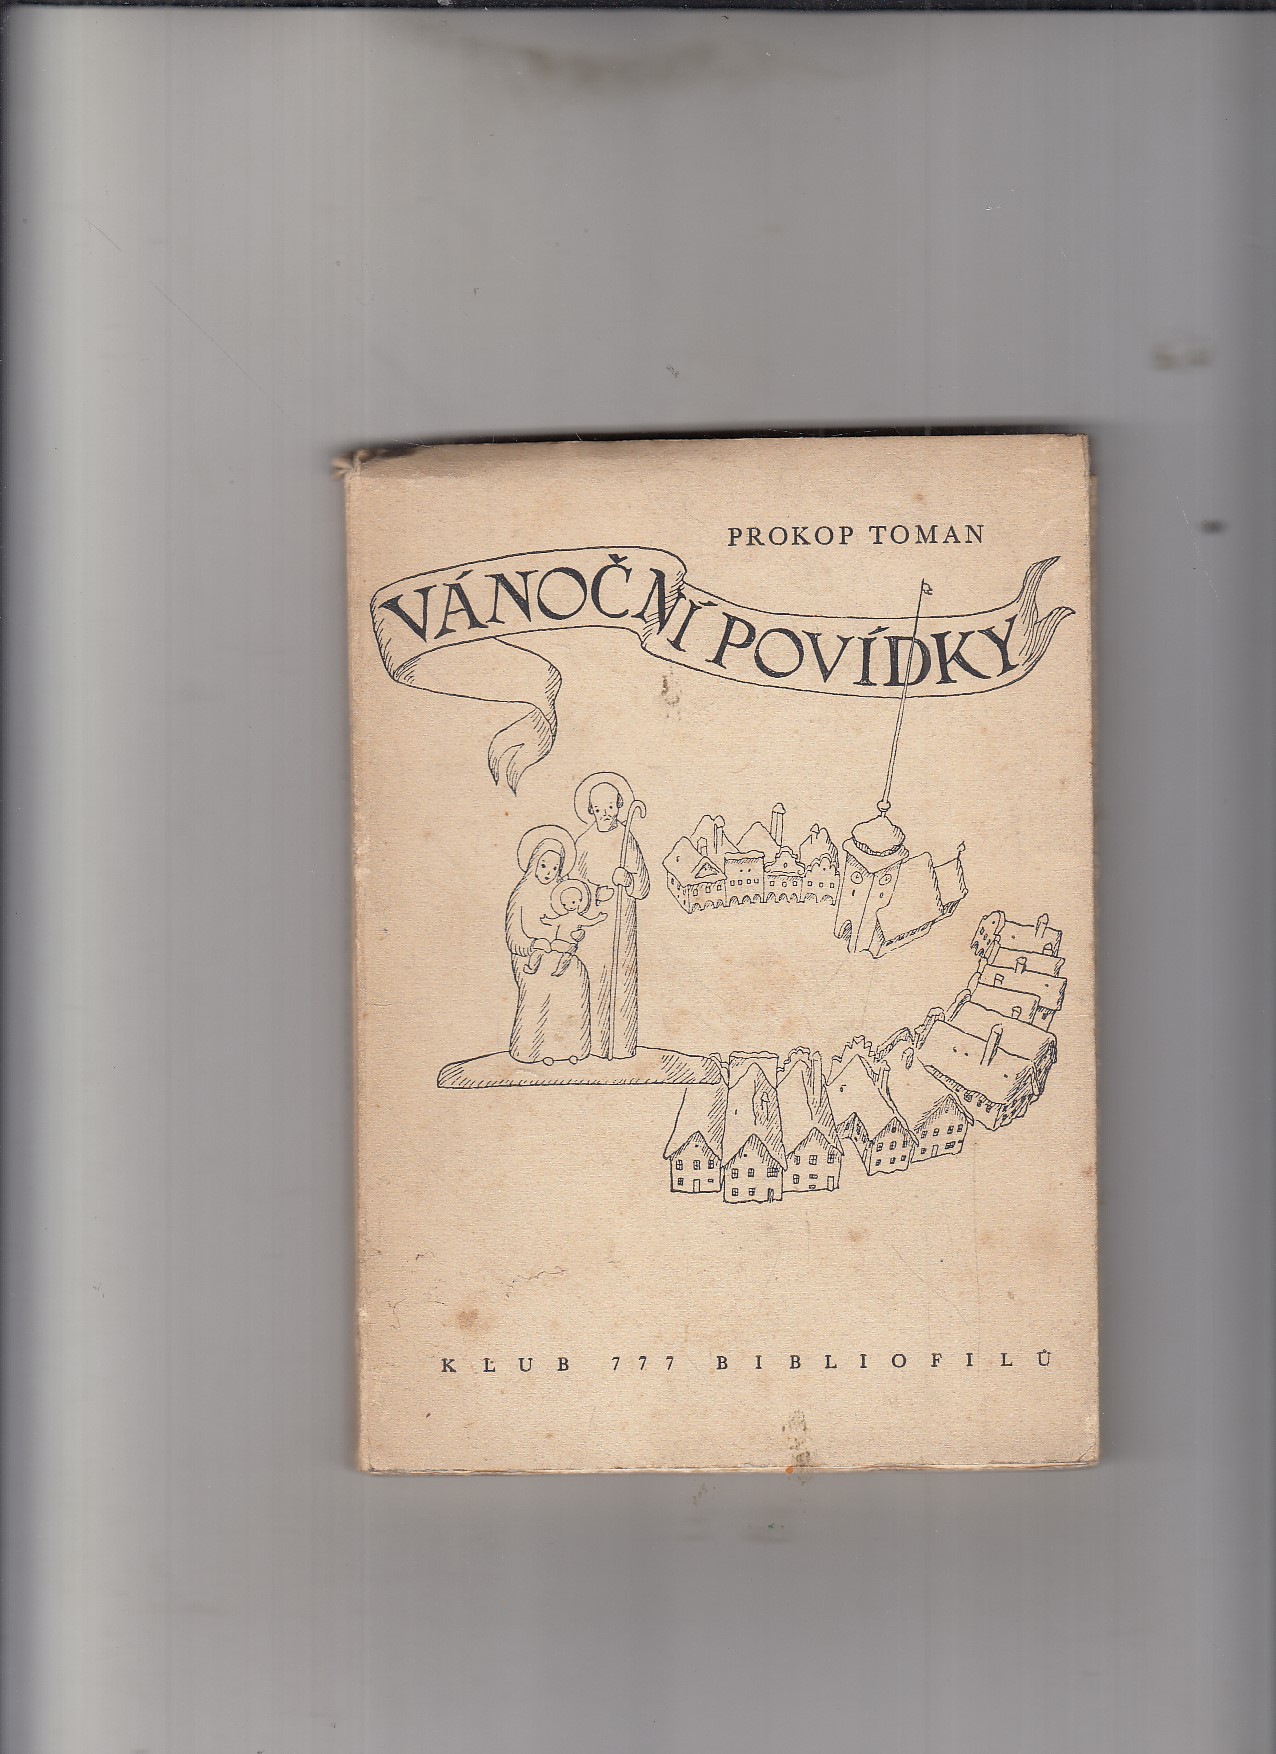 PROKOP TOMAN
VÁNOČNÍ POVÍDKY
KLUB 777 BIBLIOFILŮ